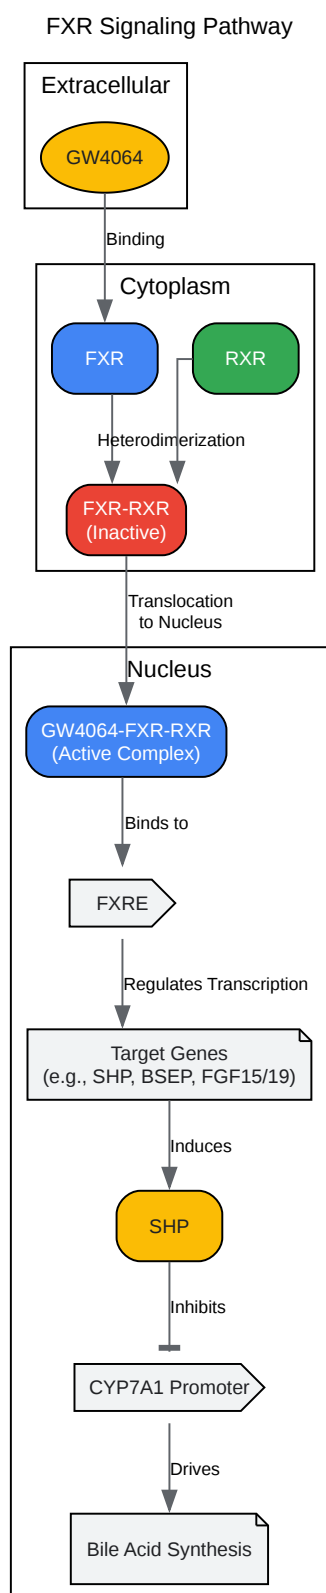 FXR Signaling Pathway
Extracellular
GW4064
Binding
Cytoplasm
FXR
RXR
Heterodimerization
FXR-RXR
(Inactive)
Translocation
to Nucleus
Nucleus
GW4064-FXR-RXR
(Active Complex)
Binds to
FXRE
Regulates Transcription
Target Genes
(e.g., SHP, BSEP, FGF15/19)
Induces
SHP
Inhibits
CYP7A1 Promoter
Drives
Bile Acid Synthesis